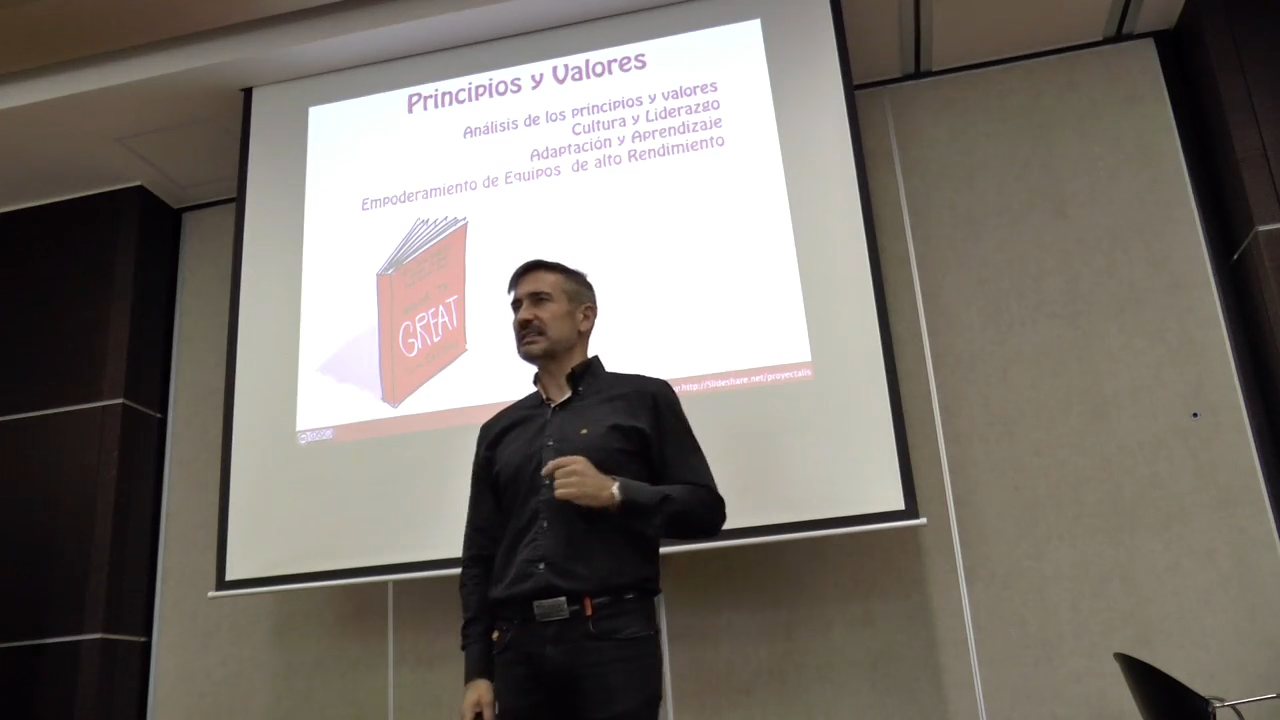 Principios y Valores
Análisis de los principios y valores
Cultura y Liderazgo
Adaptación y Aprendizaje
Empoderamiento de Equipos de alto Rendimiento
GREAT
http://Slideshare.net/proyectalis